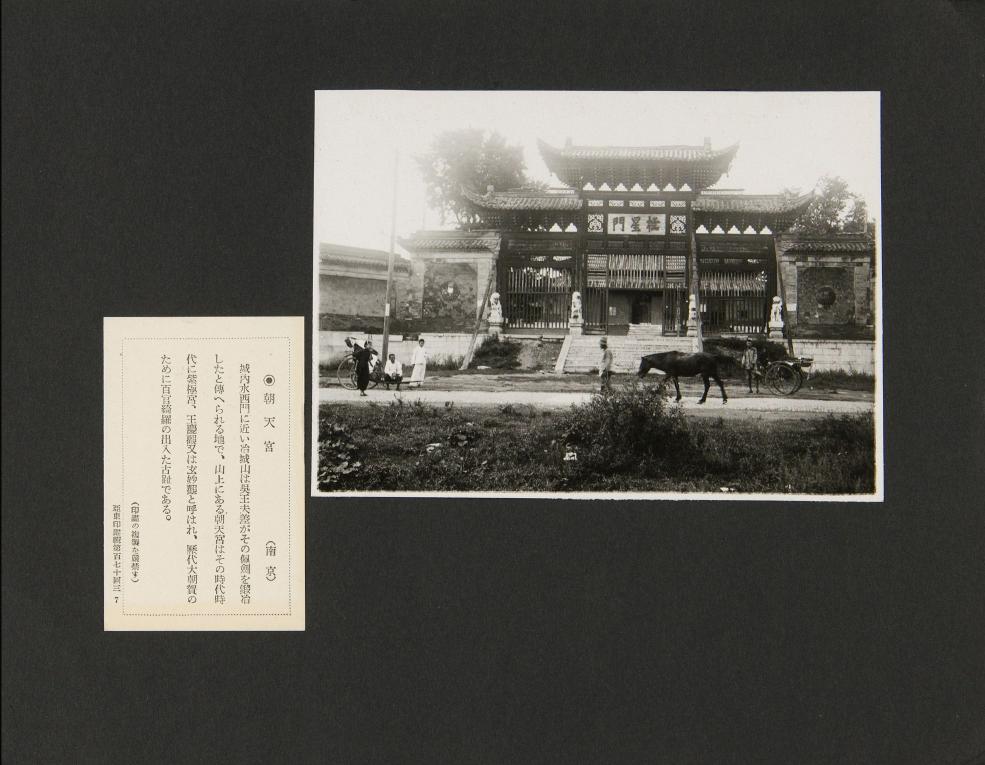 ◉朝天宮　（南京）
城内水西門に近い冶城山は吳王夫差がその佩劍を鍛冶
したと傳へられる地で、山上にある朝天宮はその時代時
代に紫極宮、王慶觀又は玄妙觀と呼ばれ、歷代大朝賀の
ために百官綺羅の出入た古趾である。
（印畫の複製を嚴禁す）
亞東印畫輯第百七十回三 7
門星櫺